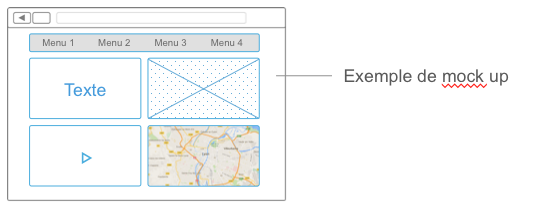 Menu 1 Menu 2 Menu 3 Menu 4
Texte
Exemple de mock up